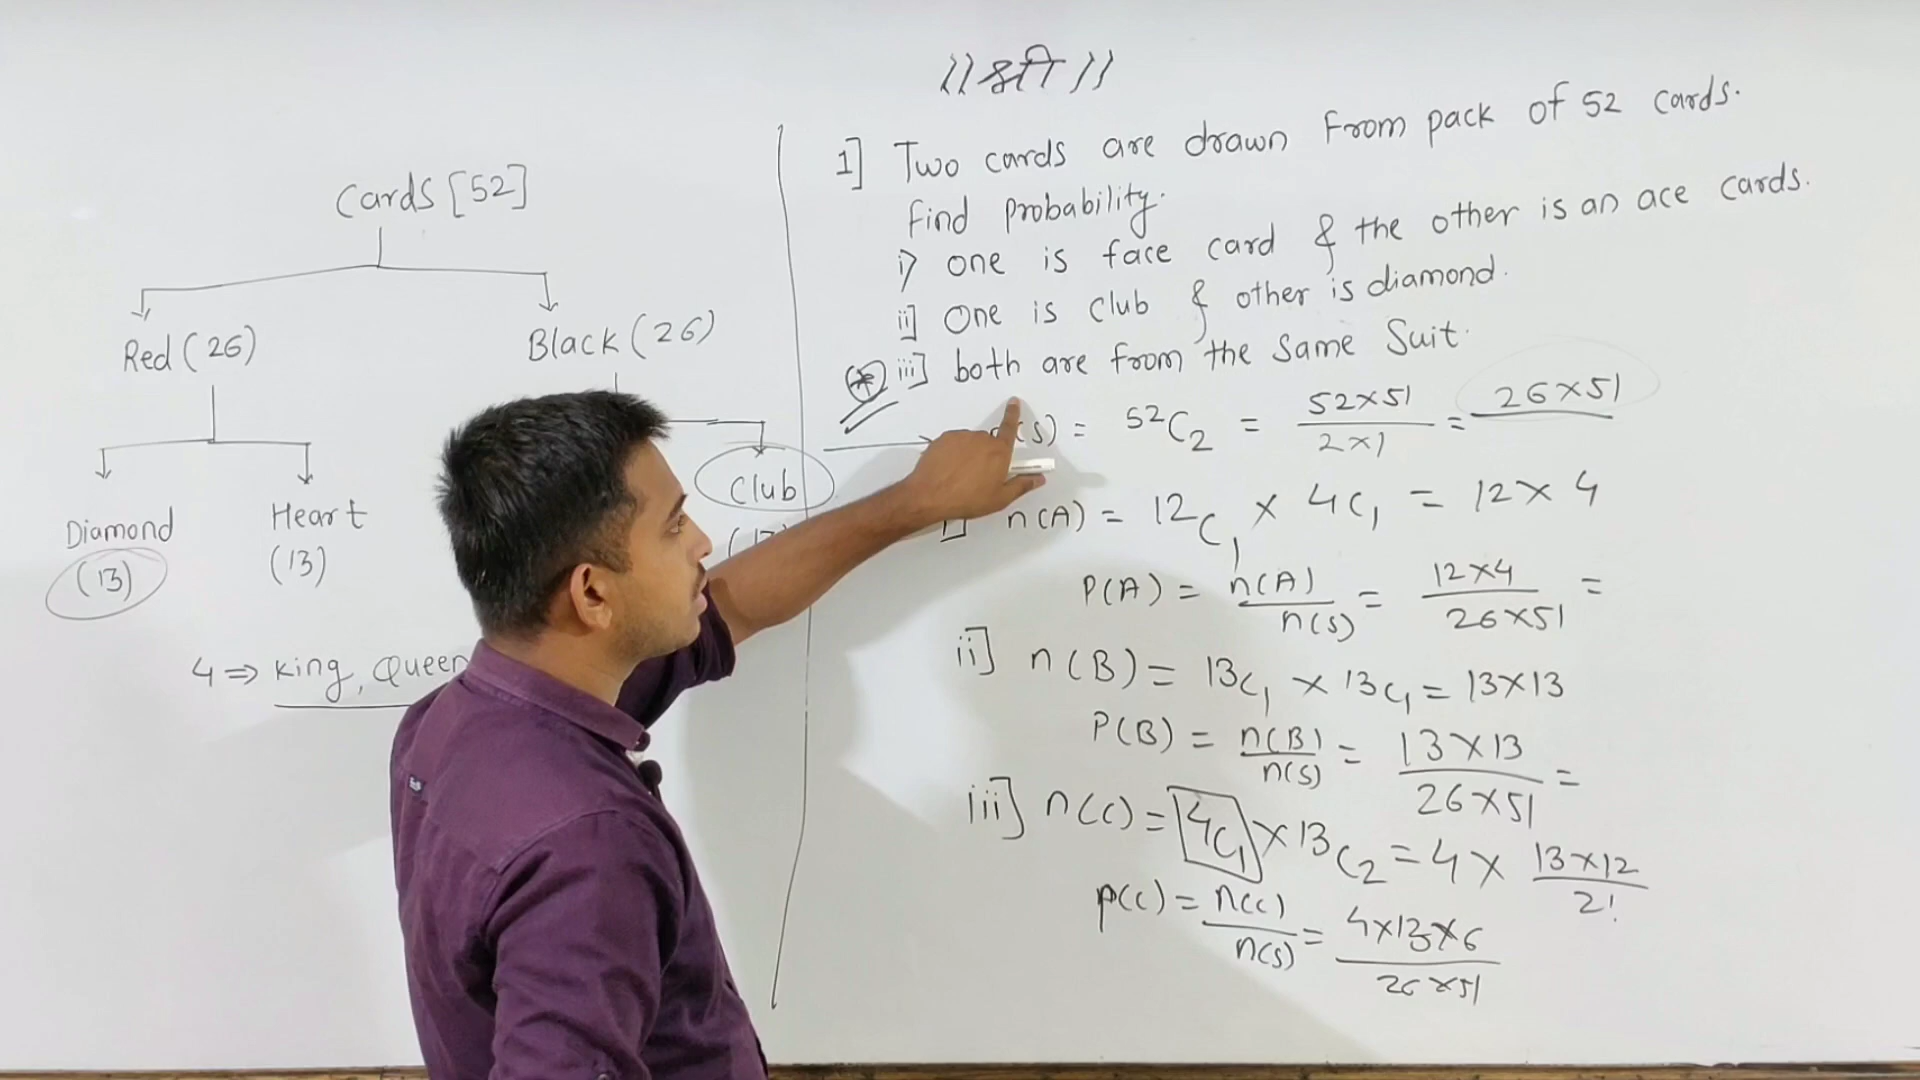 ।। श्री ।।
Cards [52]
Red (26)
Black (26)
Diamond
(13)
Heart
(13)
Club
4 ⇒ King, Queen
1] Two cards are drawn From pack of 52 cards.
Find probability.
i) one is face card & the other is an ace cards.
ii] One is club & other is diamond.
(*) iii] both are from the same suit.
n(s) = 52C2 = 52×51 / 2×1 = 26×51
i] n(A) = 12C1 × 4C1 = 12 × 4
P(A) = n(A) / n(s) = 12×4 / 26×51 =
ii] n(B) = 13C1 × 13C1 = 13×13
P(B) = n(B) / n(s) = 13×13 / 26×51 =
iii] n(c) = 4C1 × 13C2 = 4 × 13×12 / 2!
p(c) = n(c) / n(s) = 4×13×6 / 26×51